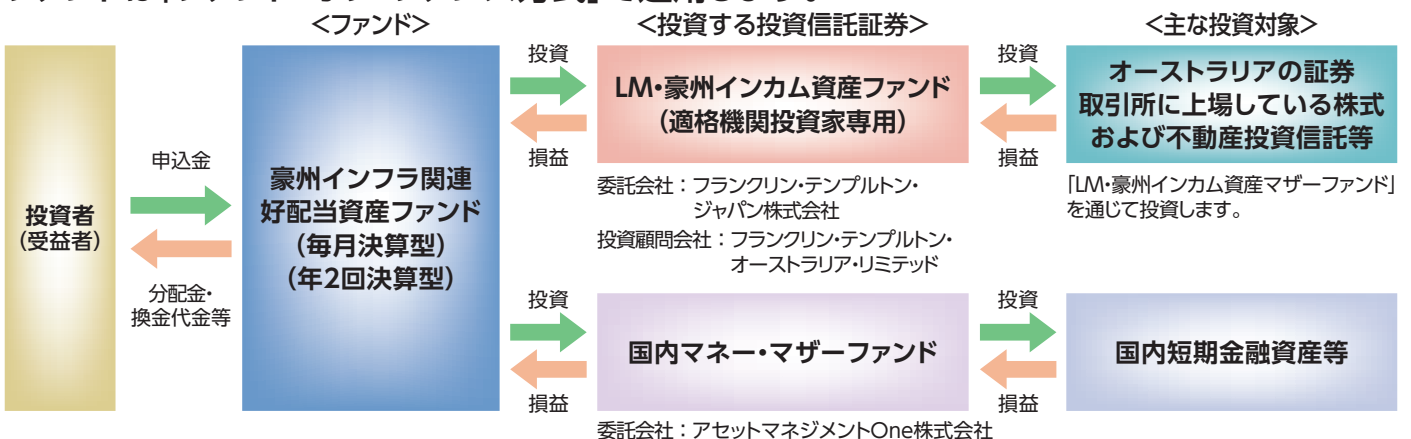 <ファンド>
<投資する投資信託証券>
<主な投資対象>
投資者
(受益者)
申込金
分配金・
換金代金等
豪州インフラ関連
好配当資産ファンド
(毎月決算型)
(年2回決算型)
投資
損益
LM・豪州インカム資産ファンド
(適格機関投資家専用)
委託会社:フランクリン・テンプルトン・
ジャパン株式会社
投資顧問会社:フランクリン・テンプルトン・
オーストラリア・リミテッド
投資
損益
オーストラリアの証券
取引所に上場している株式
および不動産投資信託等
「LM・豪州インカム資産マザーファンド」
を通じて投資します。
投資
損益
国内マネー・マザーファンド
委託会社:アセットマネジメントOne株式会社
投資
損益
国内短期金融資産等